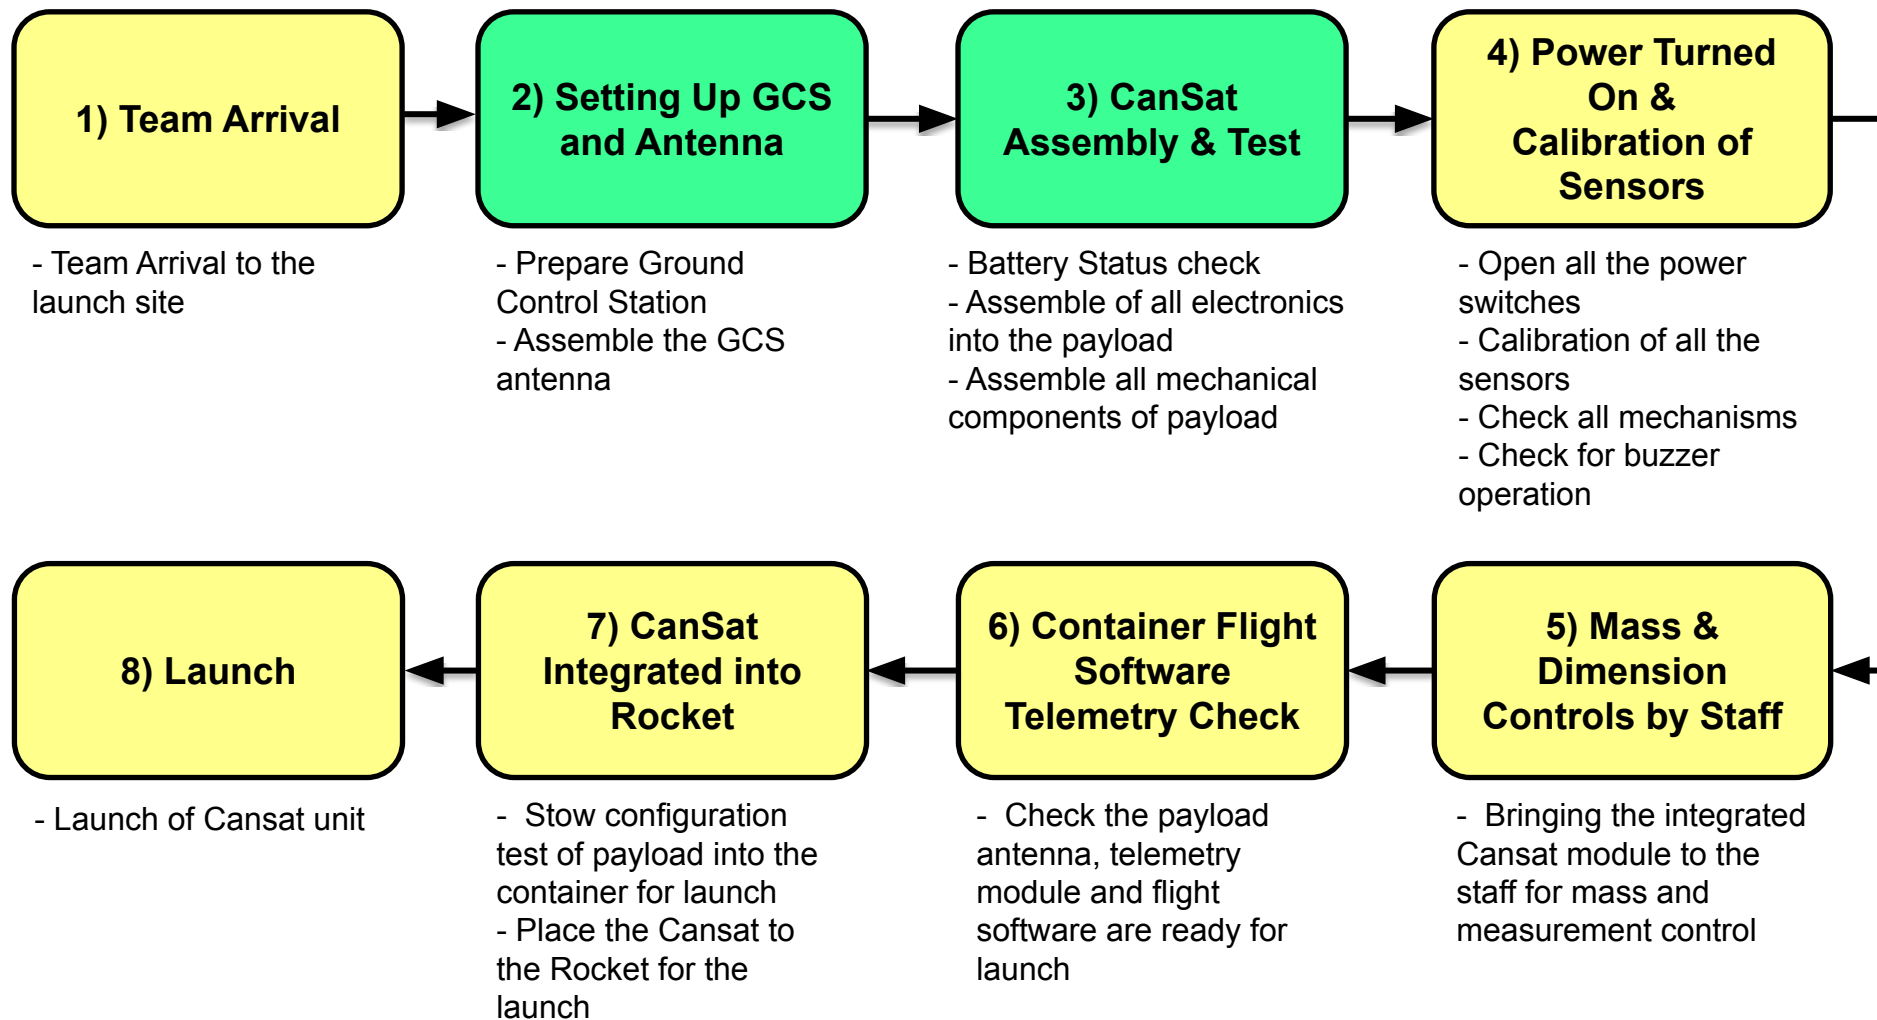 1) Team Arrival
- Team Arrival to the
launch site
2) Setting Up GCS
and Antenna
- Prepare Ground
Control Station
- Assemble the GCS
antenna
3) CanSat
Assembly & Test
- Battery Status check
- Assemble of all electronics
into the payload
- Assemble all mechanical
components of payload
4) Power Turned
On &
Calibration of
Sensors
- Open all the power
switches
- Calibration of all the
sensors
- Check all mechanisms
- Check for buzzer
operation
5) Mass &
Dimension
Controls by Staff
- Bringing the integrated
Cansat module to the
staff for mass and
measurement control
6) Container Flight
Software
Telemetry Check
- Check the payload
antenna, telemetry
module and flight
software are ready for
launch
7) CanSat
Integrated into
Rocket
- Stow configuration
test of payload into the
container for launch
- Place the Cansat to
the Rocket for the
launch
8) Launch
- Launch of Cansat unit